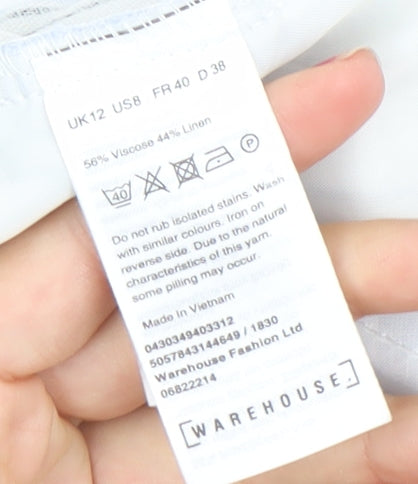 UK12 US8 FR40 D38
56% Viscose 44% Linen
40 P
Do not rub isolated stains. Wash
with similar colours. Iron on
reverse side. Due to the natural
characteristics of this yarn.
some pilling may occur.
Made in Vietnam
0430349403312
5057843144649 / 1830
Warehouse Fashion Ltd
06822214
[WAREHOUSE.]